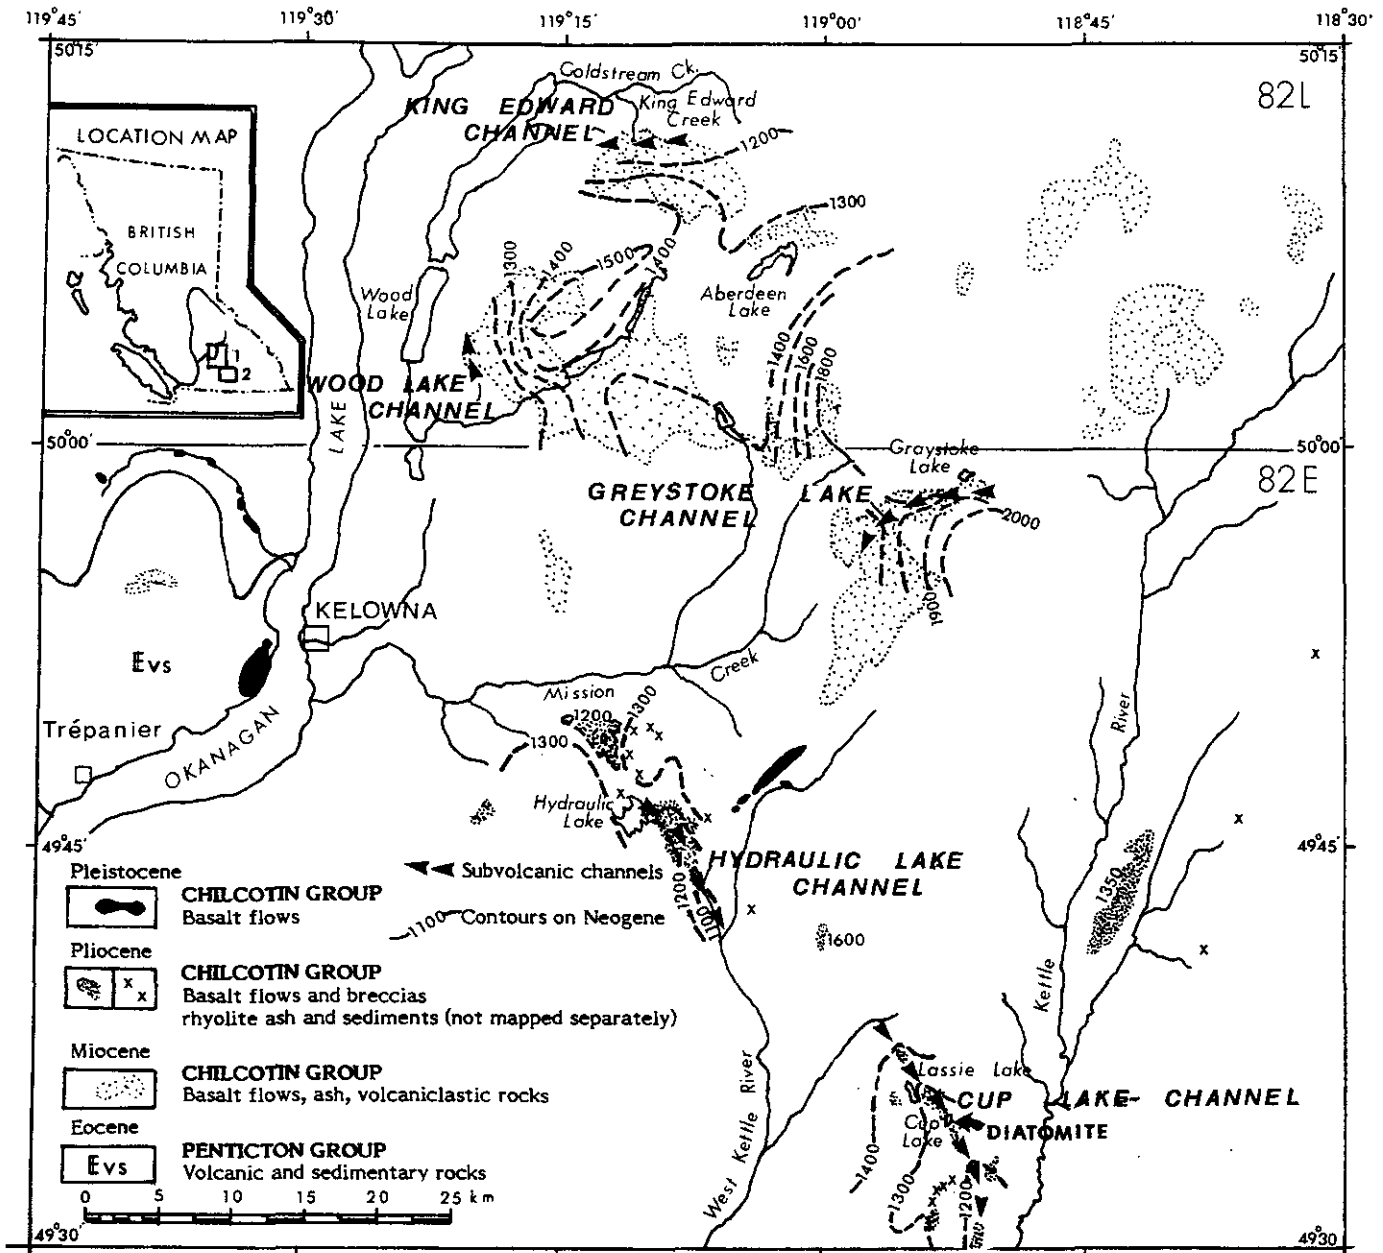 119°45'
119°30'
119°15'
119°00'
118°45'
118°30'
50°15'
50°15'
82L
Coldstream Ck.
KING EDWARD
CHANNEL
King Edward
Creek
1200
LOCATION MAP
BRITISH
COLUMBIA
1
2
1300
1300
1400
1500
1400
Wood
Lake
Aberdeen
Lake
1400
1600
1800
WOOD LAKE
CHANNEL
LAKE
50°00'
50°00'
Graystoke
Lake
82E
GREYSTOKE LAKE
CHANNEL
2000
1900
KELOWNA
Evs
Creek
Mission
1200
1300
Trépanier
1300
OKANAGAN
River
Hydraulic
Lake
49°45'
49°45'
HYDRAULIC LAKE
CHANNEL
1200
1100
1350
1600
Pleistocene
CHILCOTIN GROUP
Basalt flows
Subvolcanic channels
1100
Contours on Neogene
Pliocene
x
x
CHILCOTIN GROUP
Basalt flows and breccias
rhyolite ash and sediments (not mapped separately)
Kettle
Miocene
CHILCOTIN GROUP
Basalt flows, ash, volcaniclastic rocks
Lassie Lake
CUP LAKE- CHANNEL
Cup
Lake
DIATOMITE
Eocene
Evs
PENTICTON GROUP
Volcanic and sedimentary rocks
West Kettle River
1400
1300
1200
0 5 10 15 20 25 km
49°30'
49°30'